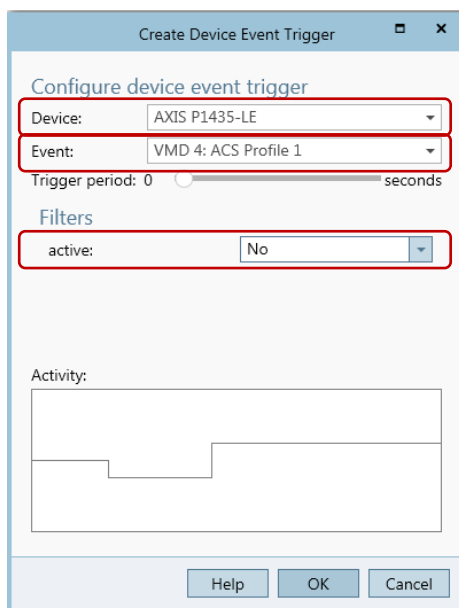 Create Device Event Trigger
Configure device event trigger
Device: AXIS P1435-LE
Event: VMD 4: ACS Profile 1
Trigger period: 0 seconds
Filters
active: No
Activity:
Help OK Cancel